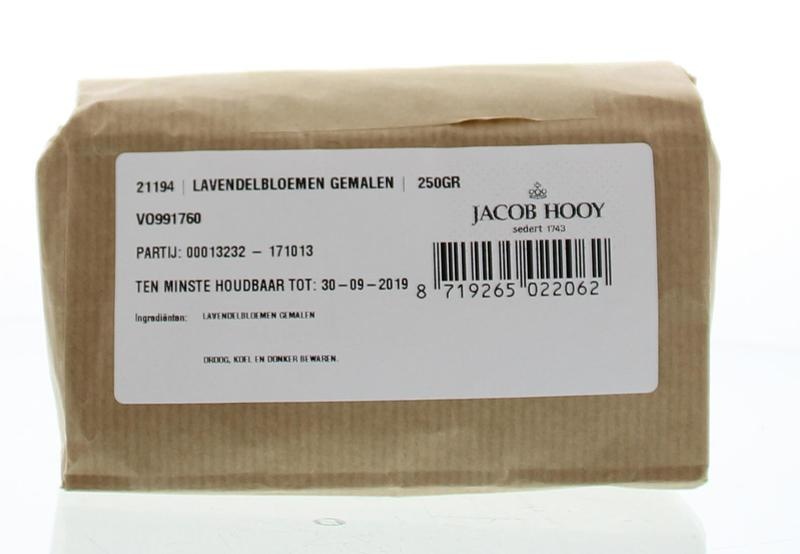 21194 | LAVENDELBLOEMEN GEMALEN | 250GR
VO991760
JACOB HOOY
sedert 1743
PARTIJ: 00013232 – 171013
TEN MINSTE HOUDBAAR TOT: 30–09–2019
8 719265 022062
Ingrediënten: LAVENDELBLOEMEN GEMALEN
DROOG, KOEL EN DONKER BEWAREN.